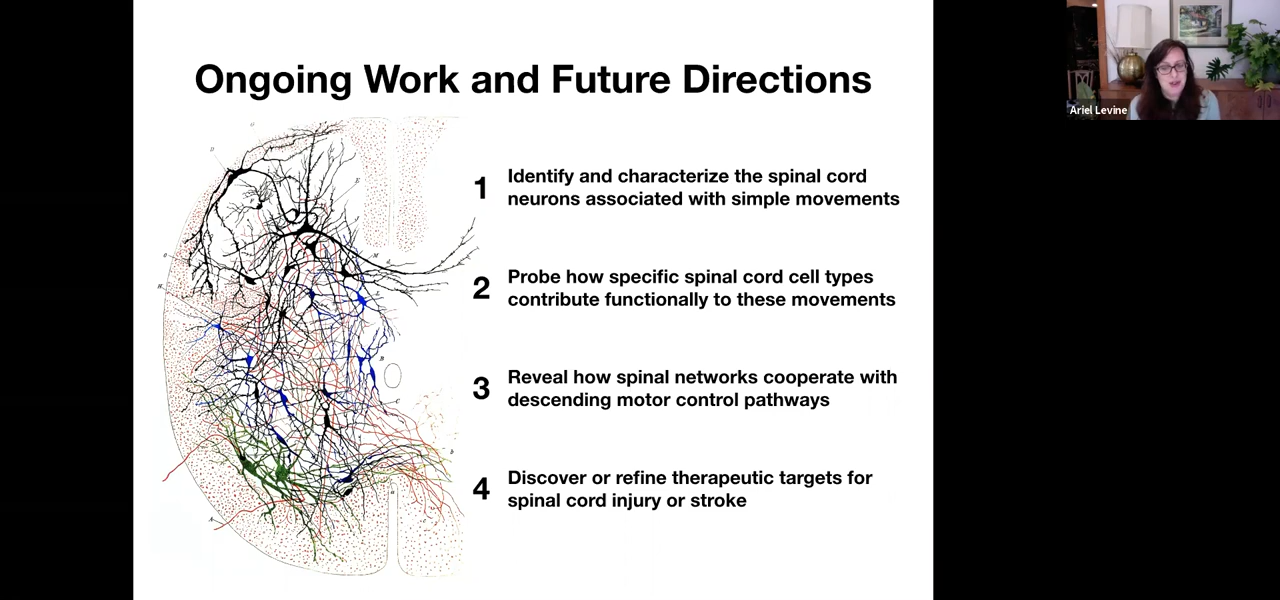 Ongoing Work and Future Directions
Ariel Levine
1
Identify and characterize the spinal cord
neurons associated with simple movements
2
Probe how specific spinal cord cell types
contribute functionally to these movements
3
Reveal how spinal networks cooperate with
descending motor control pathways
4
Discover or refine therapeutic targets for
spinal cord injury or stroke